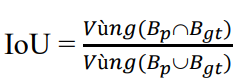 IoU = Vùng(B_p∩B_gt) / Vùng(B_p∪B_gt)